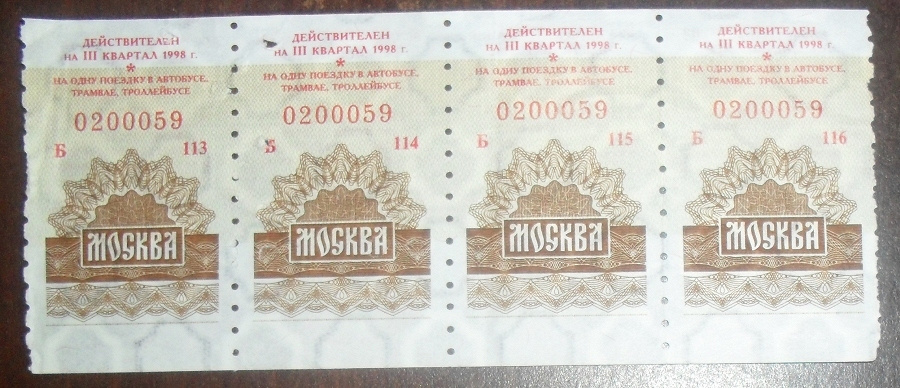 ДЕЙСТВИТЕЛЕН
НА III КВАРТАЛ 1998 г.
*
НА ОДНУ ПОЕЗДКУ В АВТОБУСЕ,
ТРАМВАЕ, ТРОЛЛЕЙБУСЕ
0200059
Б 113
МОСКВА
ДЕЙСТВИТЕЛЕН
НА III КВАРТАЛ 1998 г.
*
НА ОДНУ ПОЕЗДКУ В АВТОБУСЕ,
ТРАМВАЕ, ТРОЛЛЕЙБУСЕ
0200059
Б 114
МОСКВА
ДЕЙСТВИТЕЛЕН
НА III КВАРТАЛ 1998 г.
*
НА ОДНУ ПОЕЗДКУ В АВТОБУСЕ,
ТРАМВАЕ, ТРОЛЛЕЙБУСЕ
0200059
Б 115
МОСКВА
ДЕЙСТВИТЕЛЕН
НА III КВАРТАЛ 1998 г.
*
НА ОДНУ ПОЕЗДКУ В АВТОБУСЕ,
ТРАМВАЕ, ТРОЛЛЕЙБУСЕ
0200059
Б 116
МОСКВА